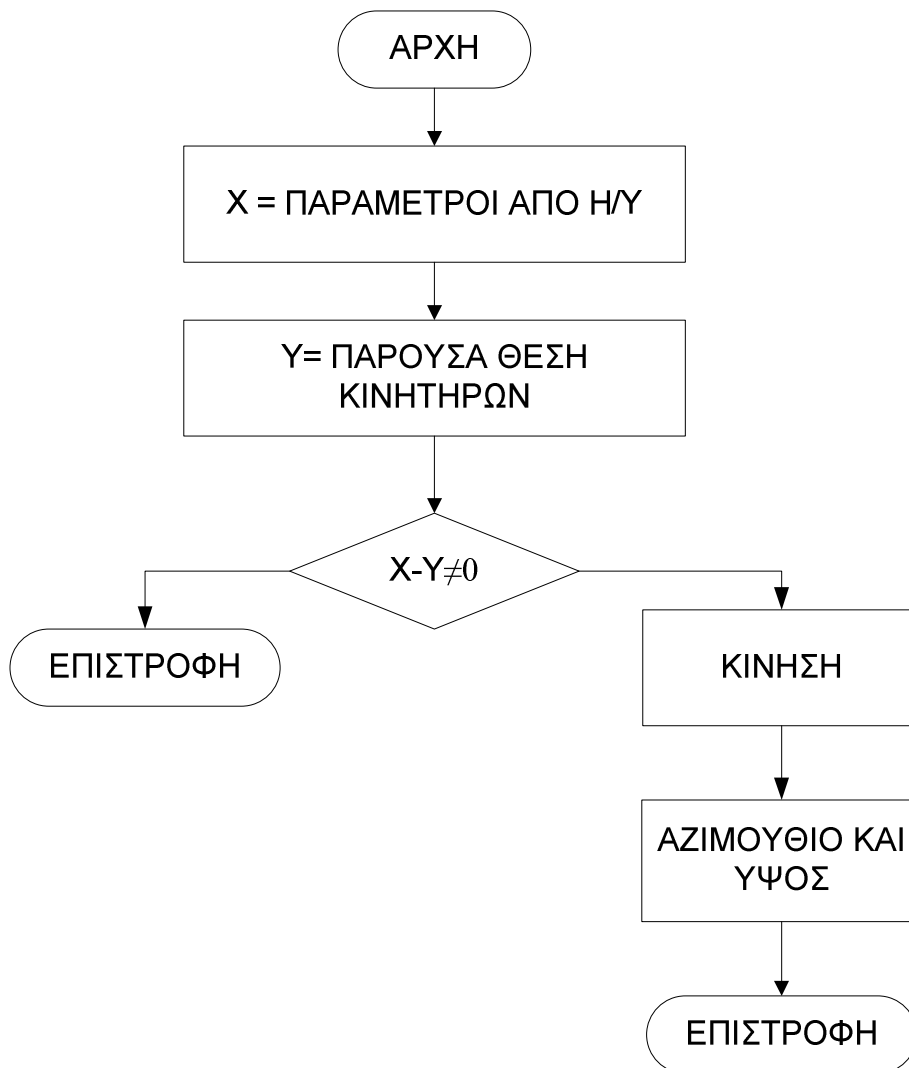 ΑΡΧΗ
Χ = ΠΑΡΑΜΕΤΡΟΙ ΑΠΟ Η/Υ
Υ= ΠΑΡΟΥΣΑ ΘΕΣΗ
ΚΙΝΗΤΗΡΩΝ
Χ-Υ≠0
ΕΠΙΣΤΡΟΦΗ
ΚΙΝΗΣΗ
ΑΖΙΜΟΥΘΙΟ ΚΑΙ
ΥΨΟΣ
ΕΠΙΣΤΡΟΦΗ